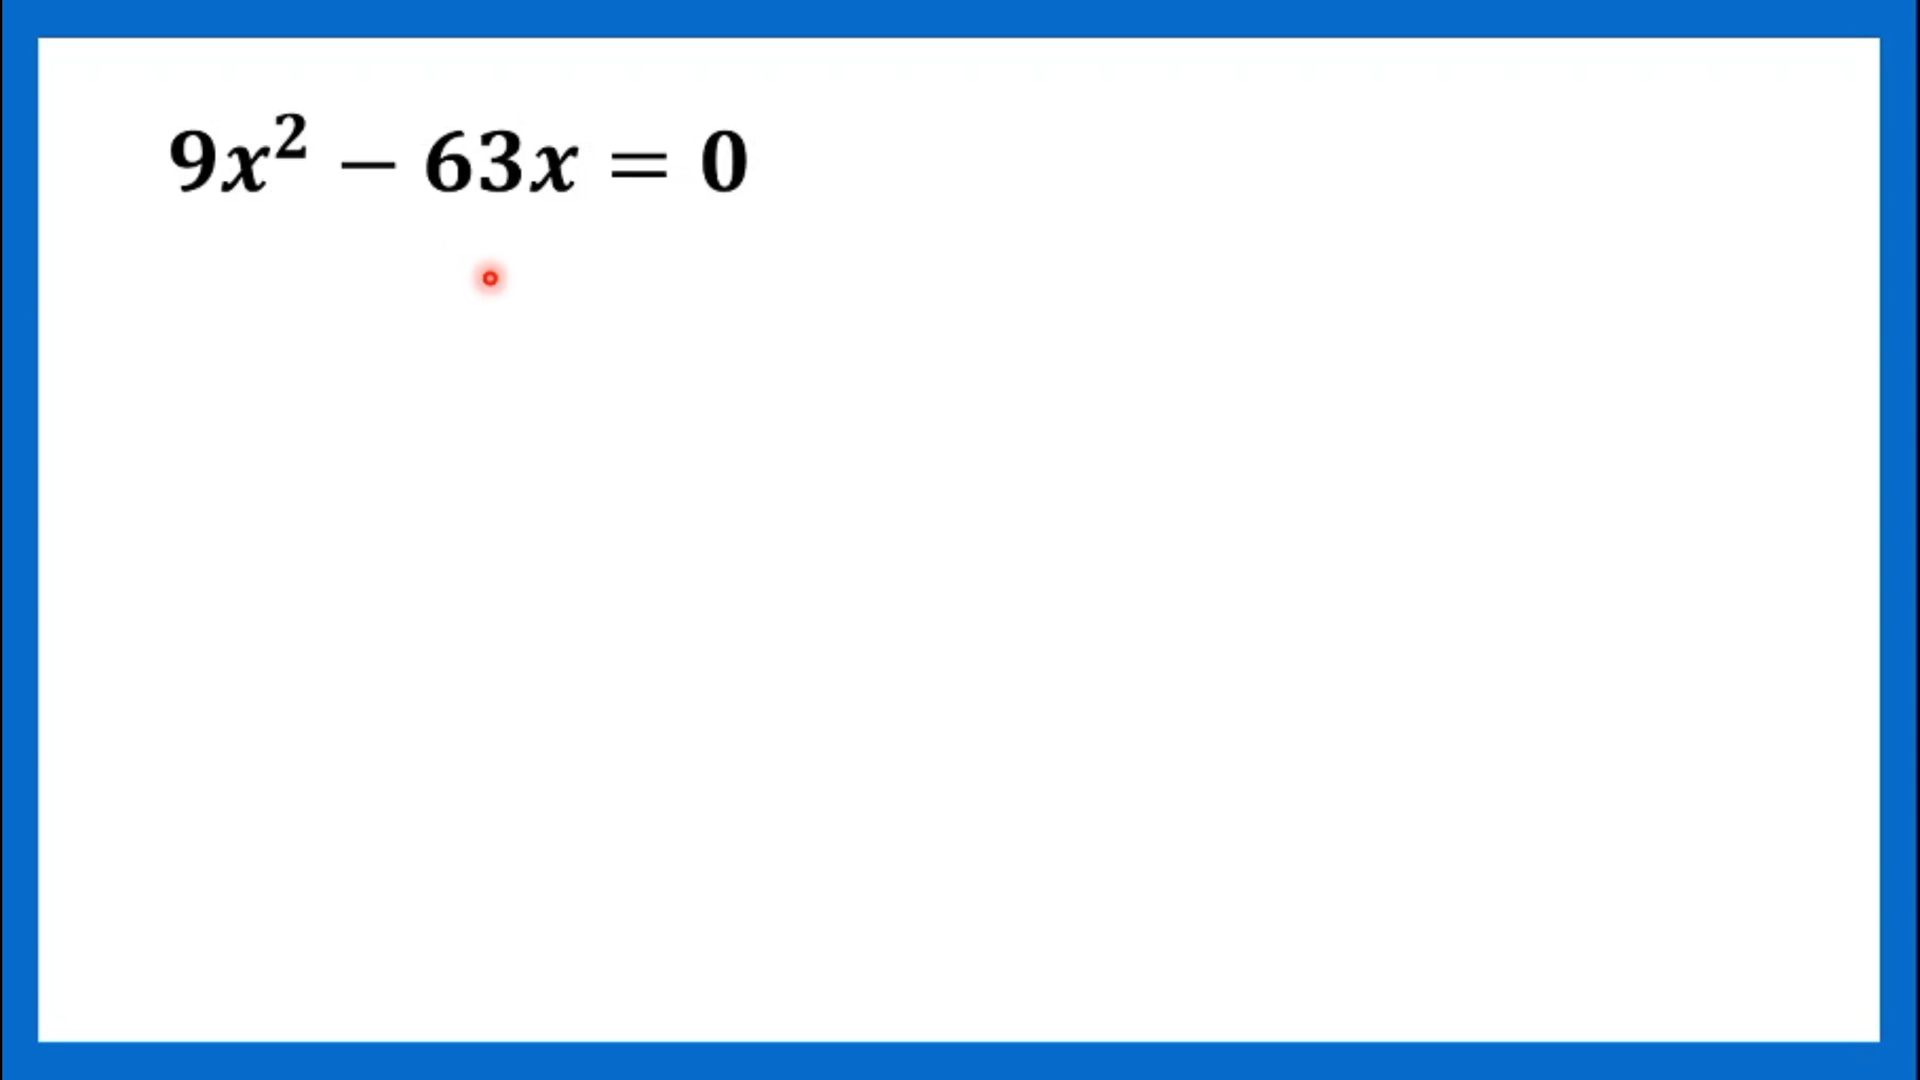 9x² − 63x = 0